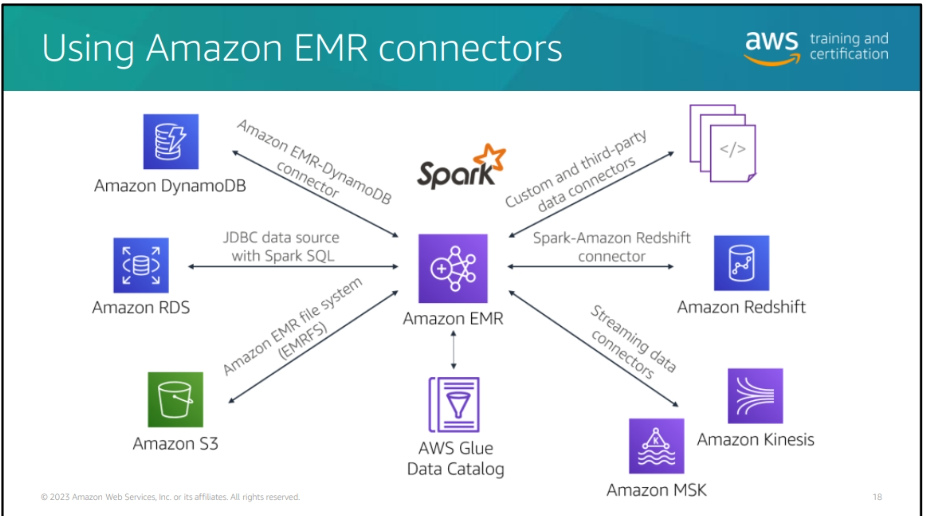 Using Amazon EMR connectors
aws training and
certification
Amazon EMR-DynamoDB
connector
Amazon DynamoDB
Spark
Custom and third-party
data connectors
</>
JDBC data source
with Spark SQL
Amazon RDS
Amazon EMR
Spark-Amazon Redshift
connector
Amazon Redshift
Amazon EMR file system
(EMRFS)
Amazon S3
AWS Glue
Data Catalog
Streaming data
connectors
Amazon Kinesis
K
Amazon MSK
© 2023 Amazon Web Services, Inc. or its affiliates. All rights reserved.
18